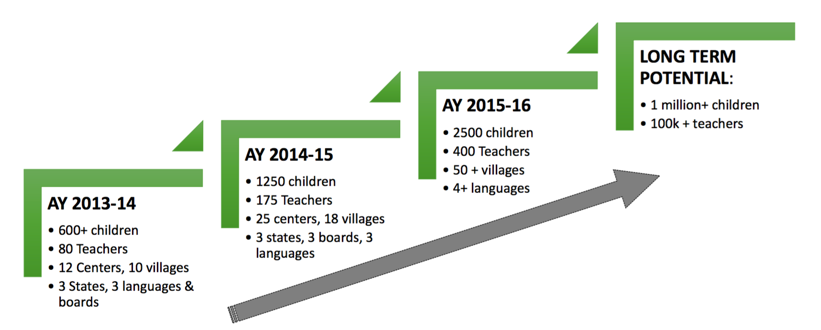 AY 2013-14
• 600+ children
• 80 Teachers
• 12 Centers, 10 villages
• 3 States, 3 languages &
boards
AY 2014-15
• 1250 children
• 175 Teachers
• 25 centers, 18 villages
• 3 states, 3 boards, 3
languages
AY 2015-16
• 2500 children
• 400 Teachers
• 50 + villages
• 4+ languages
LONG TERM
POTENTIAL:
• 1 million+ children
• 100k + teachers